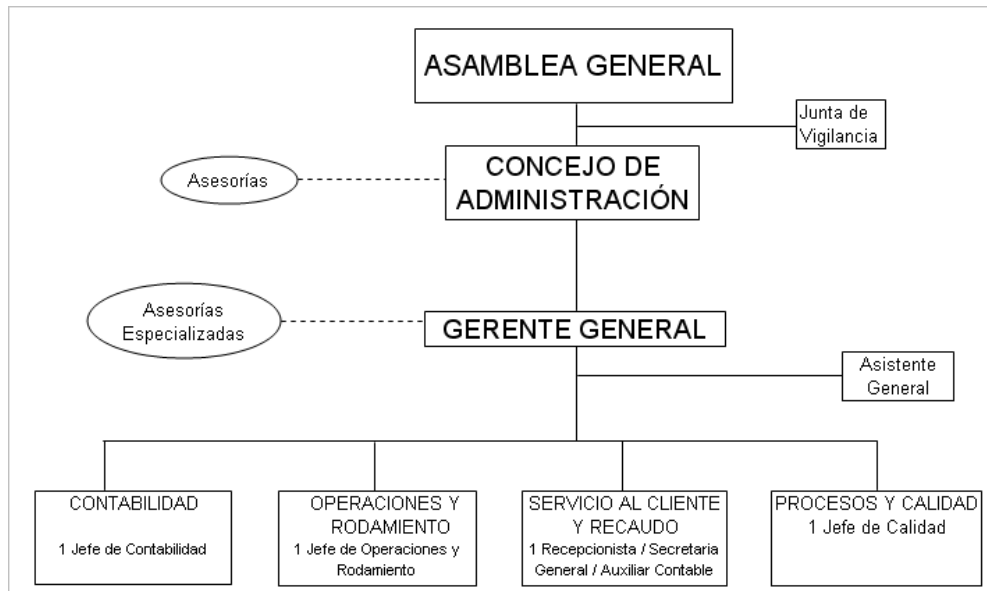 ASAMBLEA GENERAL
Junta de
Vigilancia
CONCEJO DE
ADMINISTRACIÓN
Asesorías
Asesorías
Especializadas
GERENTE GENERAL
Asistente
General
CONTABILIDAD
1 Jefe de Contabilidad
OPERACIONES Y
RODAMIENTO
1 Jefe de Operaciones y
Rodamiento
SERVICIO AL CLIENTE
Y RECAUDO
1 Recepcionista / Secretaria
General / Auxiliar Contable
PROCESOS Y CALIDAD
1 Jefe de Calidad